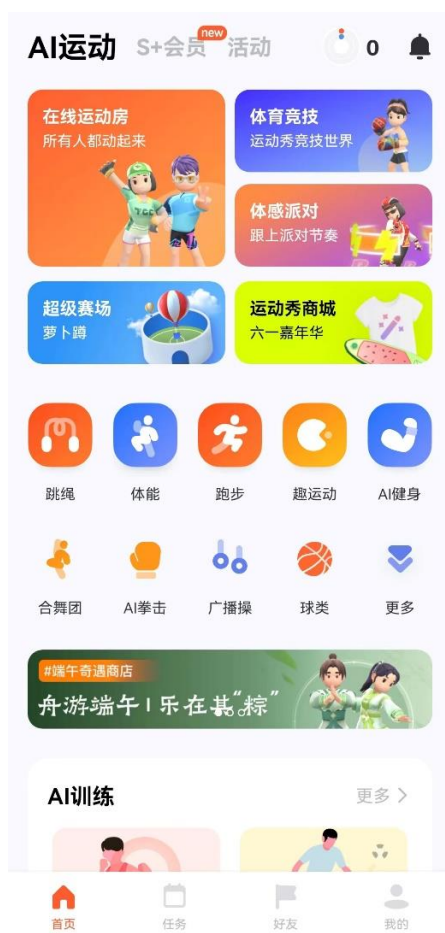 AI运动 S+会员 new 活动 0
在线运动房
所有人都动起来
体育竞技
运动秀竞技世界
体感派对
跟上派对节奏
超级赛场
萝卜蹲
运动秀商城
六一嘉年华
跳绳 体能 跑步 趣运动 AI健身
合舞团 AI拳击 广播操 球类 更多
#端午奇遇商店
舟游端午 | 乐在其“粽”
AI训练 更多
首页 任务 好友 我的